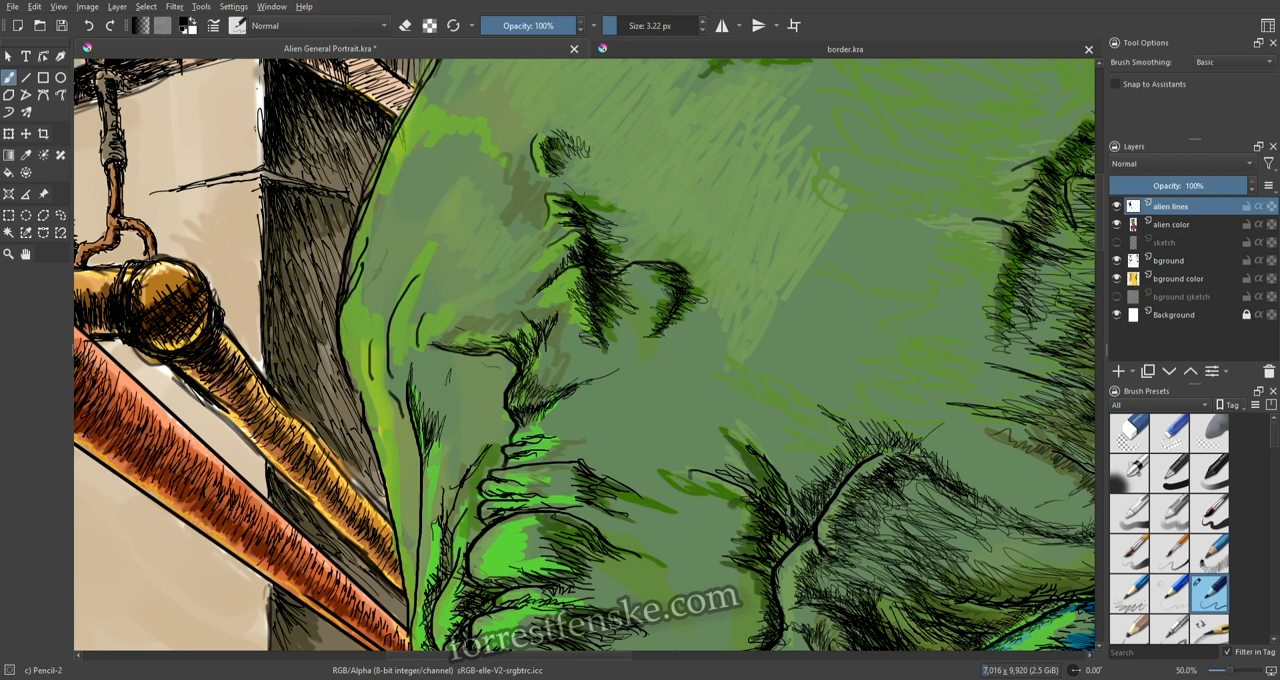 File Edit View Image Layer Select Filter Tools Settings Window Help
Normal
Opacity: 100%
Size: 3.22 px
Alien General Portrait.kra *
border.kra
Tool Options
Brush Smoothing: Basic
Snap to Assistants
Layers
Normal
Opacity: 100%
alien lines
alien color
sketch
bground
bground color
bground sjketch
Background
Brush Presets
All
Tag
forrestfenske.com
Search
Filter in Tag
c) Pencil-2
RGB/Alpha (8-bit integer/channel) sRGB-elle-V2-srgbtrc.icc
7,016 x 9,920 (2.5 GiB)
0.00°
50.0%